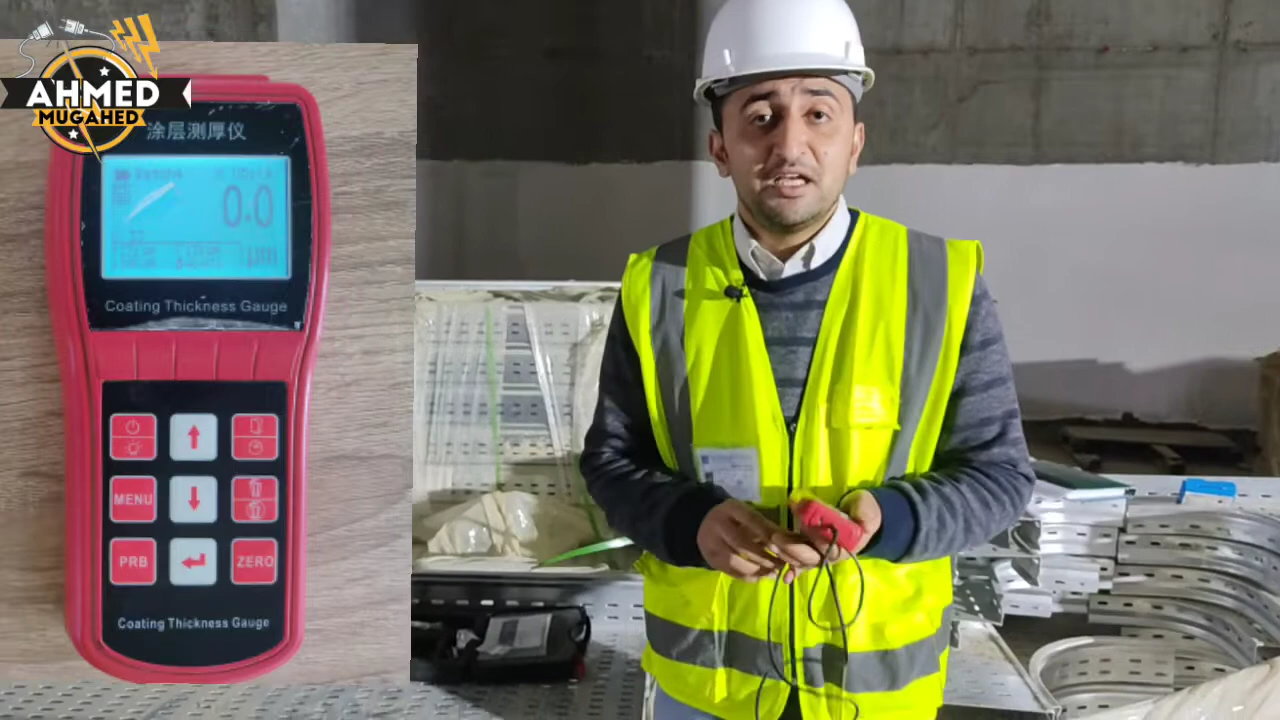 AHMED
MUGAHED
涂层测厚仪
0.0
Coating Thickness Gauge
MENU
PRB
ZERO
Coating Thickness Gauge